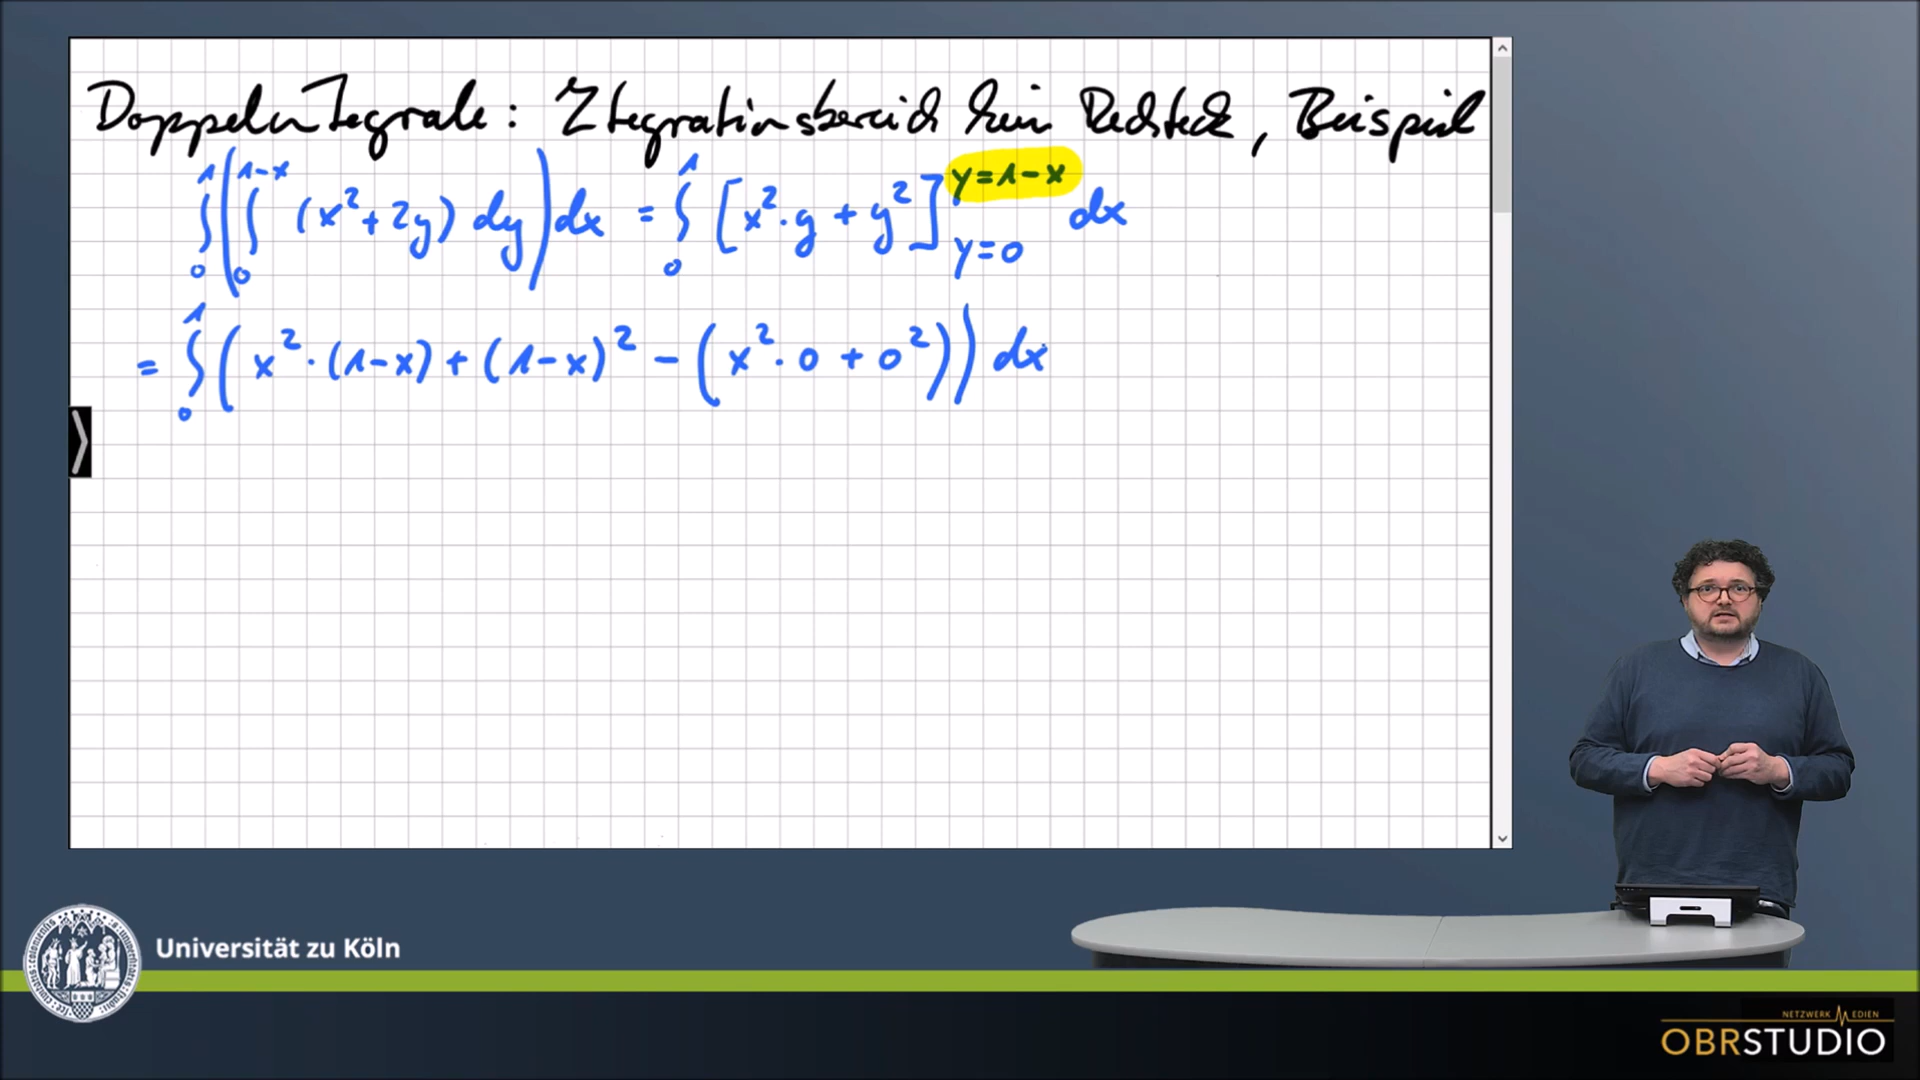 Doppelintegrale: Integrationsbereich kein Rechteck, Beispiel
∫₀¹ (∫₀^{1-x} (x² + 2y) dy) dx = ∫₀¹ [x² · y + y²]_{y=0}^{y=1-x} dx
= ∫₀¹ (x² · (1-x) + (1-x)² - (x² · 0 + 0²)) dx
Universität zu Köln
NETZWERK MEDIEN
OBRSTUDIO